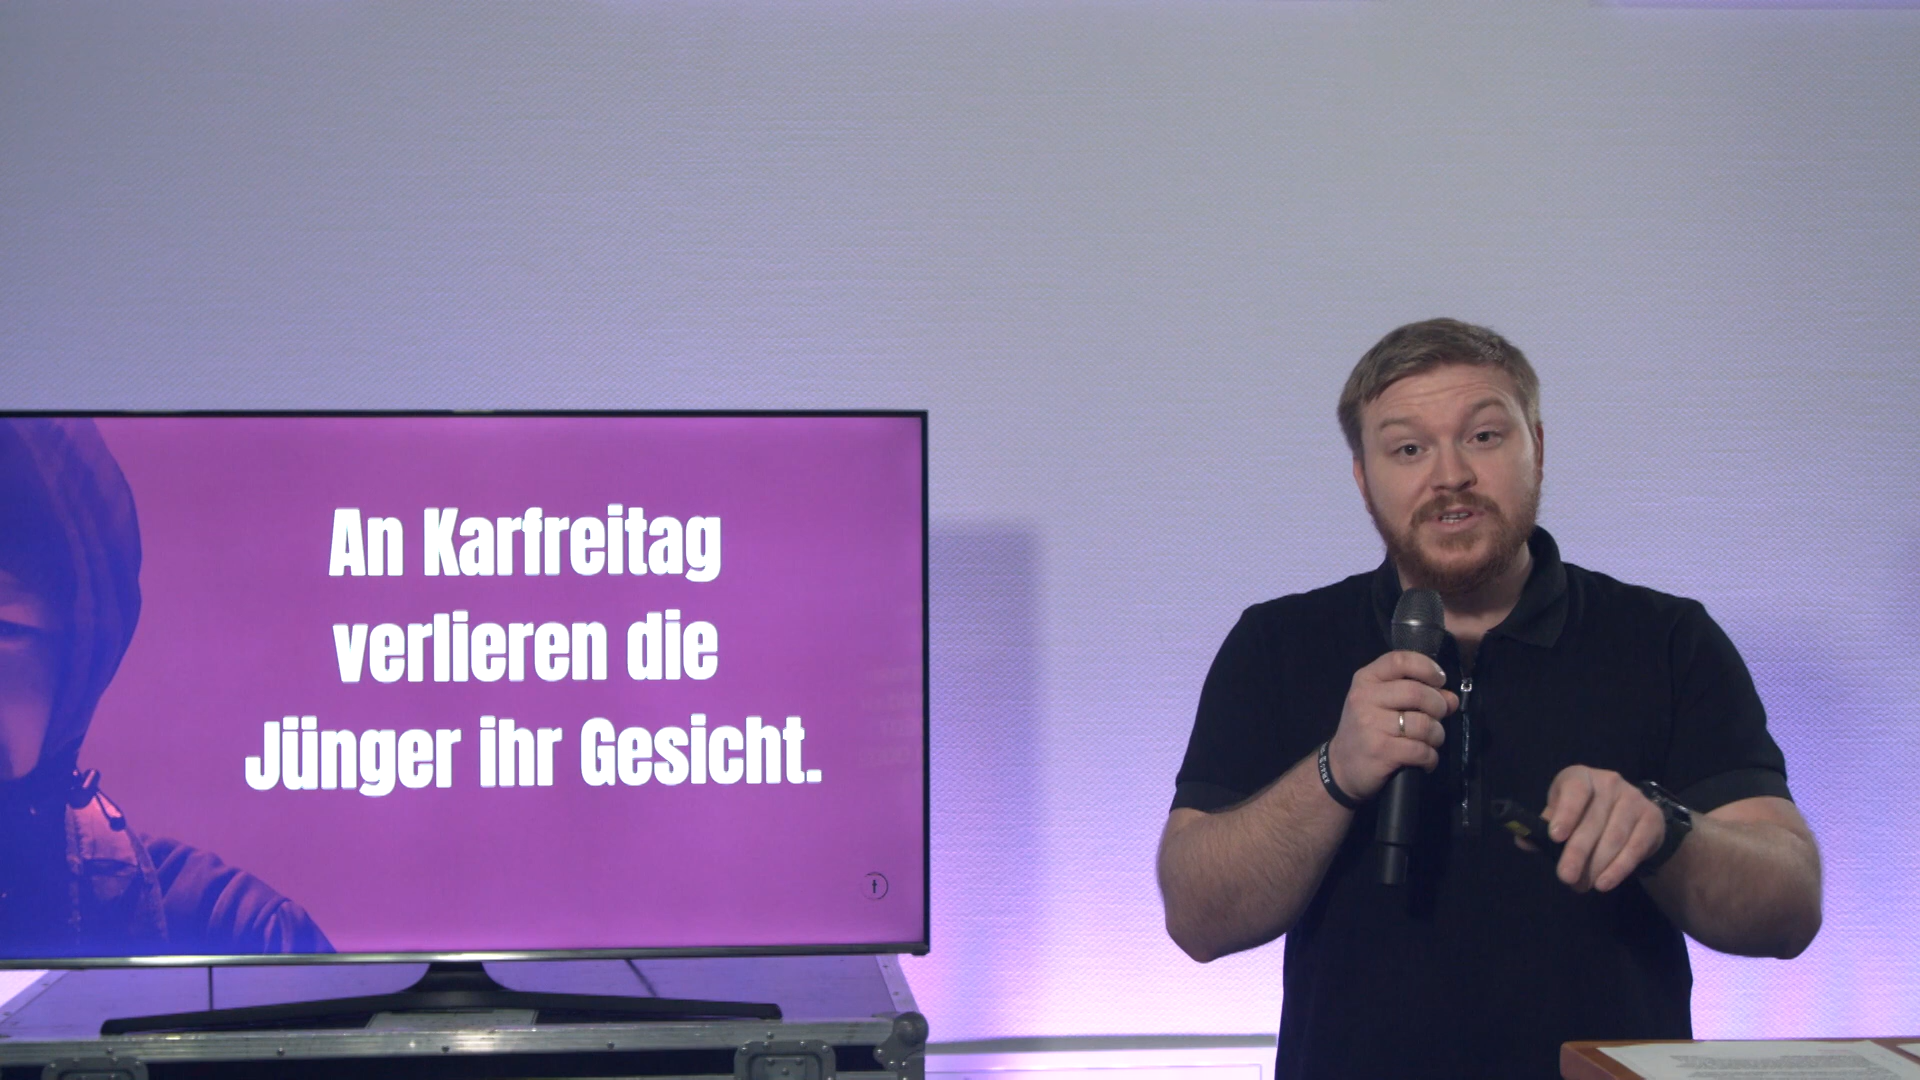 An Karfreitag
verlieren die
Jünger ihr Gesicht.